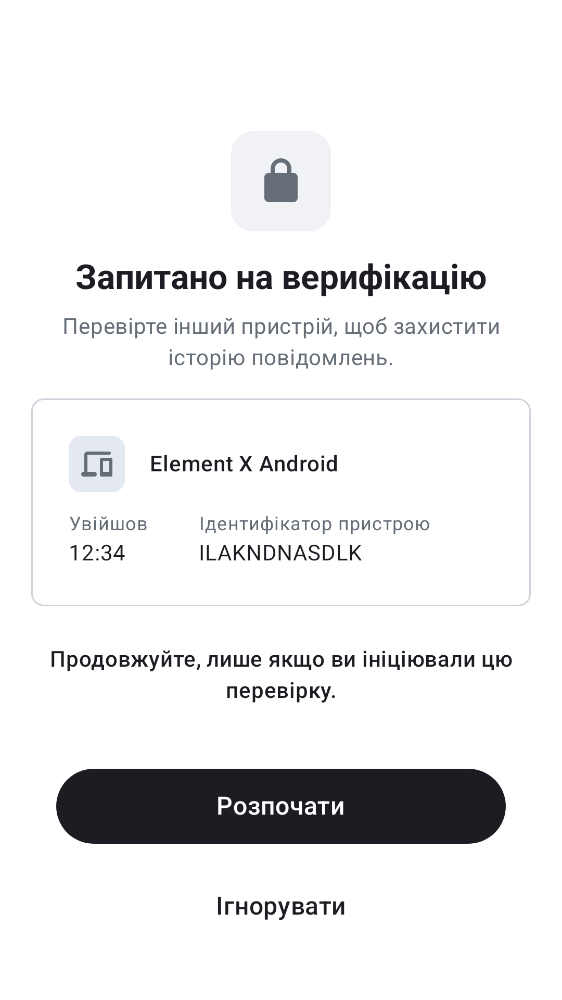 Запитано на верифікацію
Перевірте інший пристрій, щоб захистити
історію повідомлень.
Element X Android
Увійшов Ідентифікатор пристрою
12:34 ILAKNDNASDLK
Продовжуйте, лише якщо ви ініціювали цю
перевірку.
Розпочати
Ігнорувати